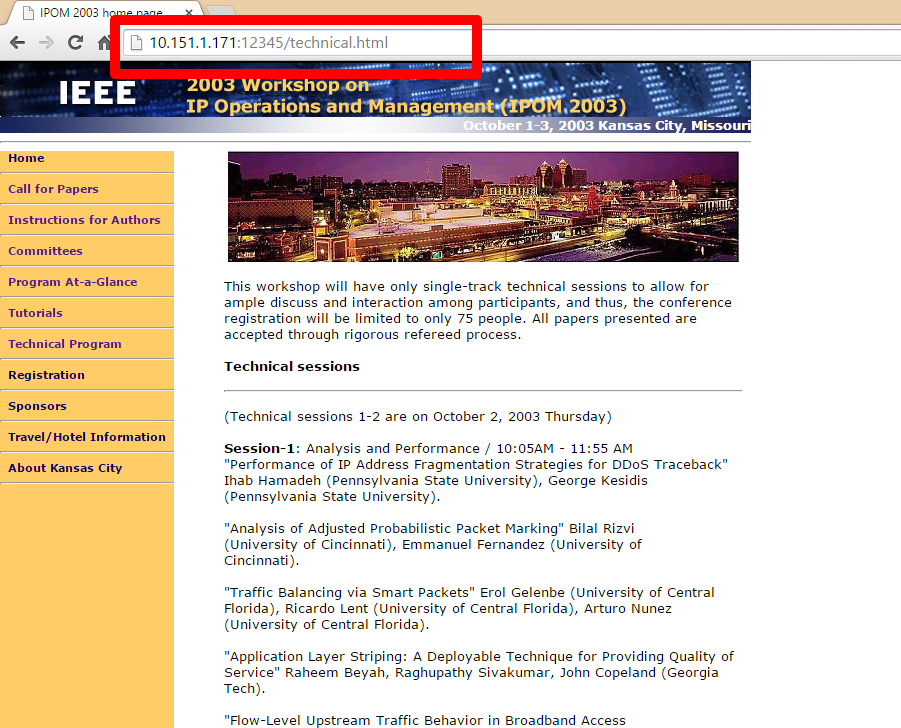 IPOM 2003 home page
10.151.1.171:12345/technical.html
IEEE
2003 Workshop on
IP Operations and Management (IPOM 2003)
October 1-3, 2003 Kansas City, Missouri
Home
Call for Papers
Instructions for Authors
Committees
Program At-a-Glance
Tutorials
Technical Program
Registration
Sponsors
Travel/Hotel Information
About Kansas City
This workshop will have only single-track technical sessions to allow for
ample discuss and interaction among participants, and thus, the conference
registration will be limited to only 75 people. All papers presented are
accepted through rigorous refereed process.
Technical sessions
(Technical sessions 1-2 are on October 2, 2003 Thursday)
Session-1: Analysis and Performance / 10:05AM - 11:55 AM
"Performance of IP Address Fragmentation Strategies for DDoS Traceback"
Ihab Hamadeh (Pennsylvania State University), George Kesidis
(Pennsylvania State University).
"Analysis of Adjusted Probabilistic Packet Marking" Bilal Rizvi
(University of Cincinnati), Emmanuel Fernandez (University of
Cincinnati).
"Traffic Balancing via Smart Packets" Erol Gelenbe (University of Central
Florida), Ricardo Lent (University of Central Florida), Arturo Nunez
(University of Central Florida).
"Application Layer Striping: A Deployable Technique for Providing Quality of
Service" Raheem Beyah, Raghupathy Sivakumar, John Copeland (Georgia
Tech).
"Flow-Level Upstream Traffic Behavior in Broadband Access